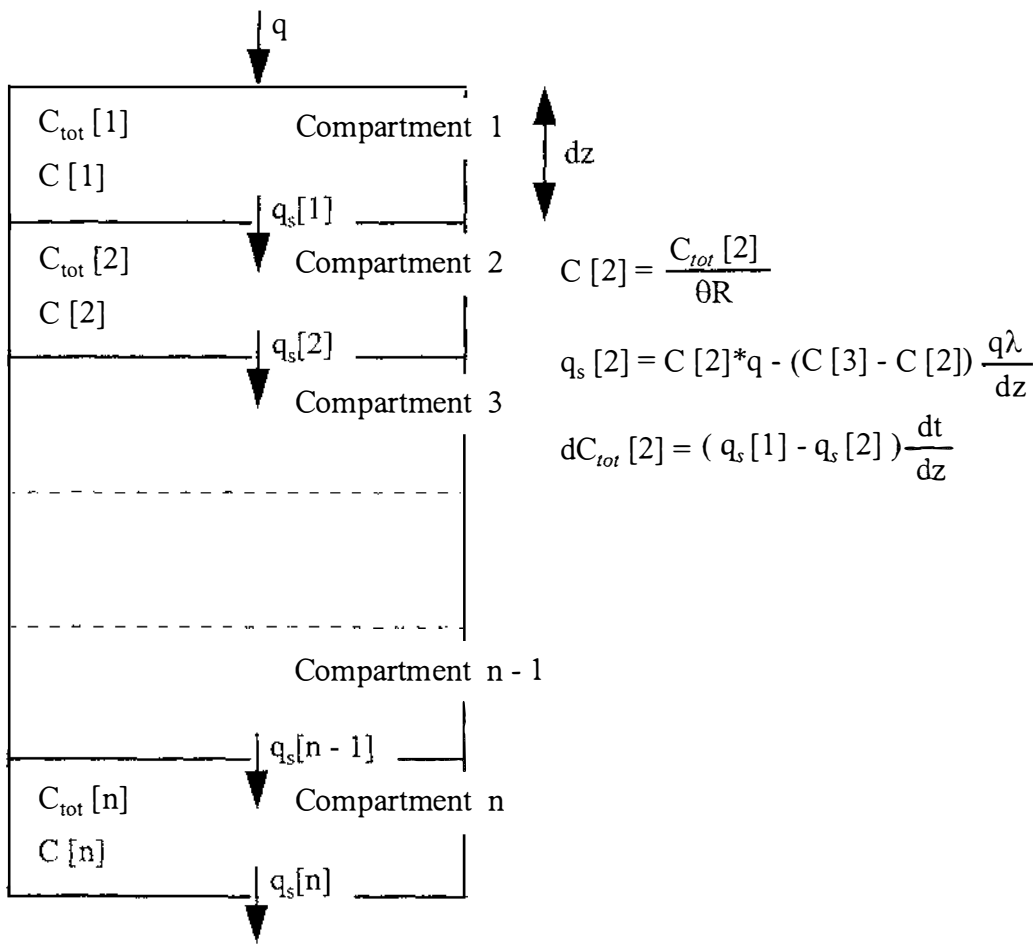 q
C_tot [1] Compartment 1
dz
C [1]
q_s[1]
C_tot [2] Compartment 2
C [2]
q_s[2]
Compartment 3
C [2] = C_tot [2] / θR
q_s [2] = C [2]*q - (C [3] - C [2]) qλ / dz
dC_tot [2] = ( q_s [1] - q_s [2] ) dt / dz
Compartment n - 1
q_s[n - 1]
C_tot [n] Compartment n
C [n]
q_s[n]